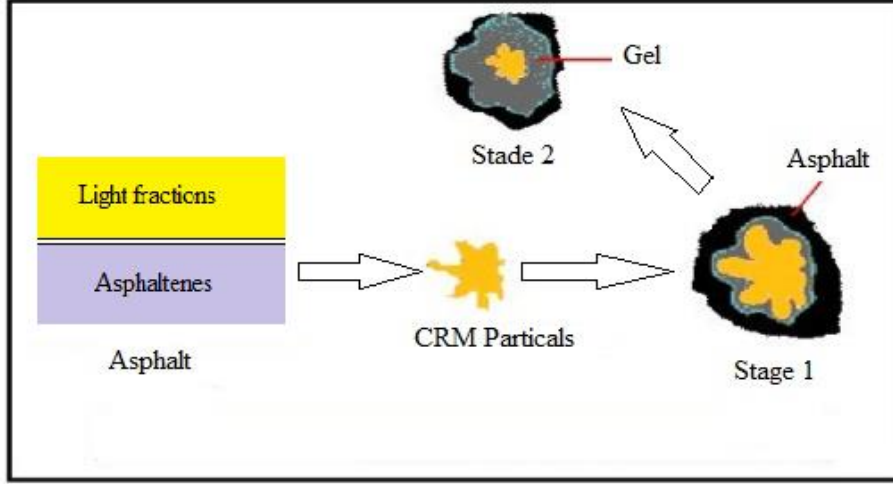 Gel
Stade 2
Asphalt
Light fractions
Asphaltenes
CRM Particals
Asphalt
Stage 1